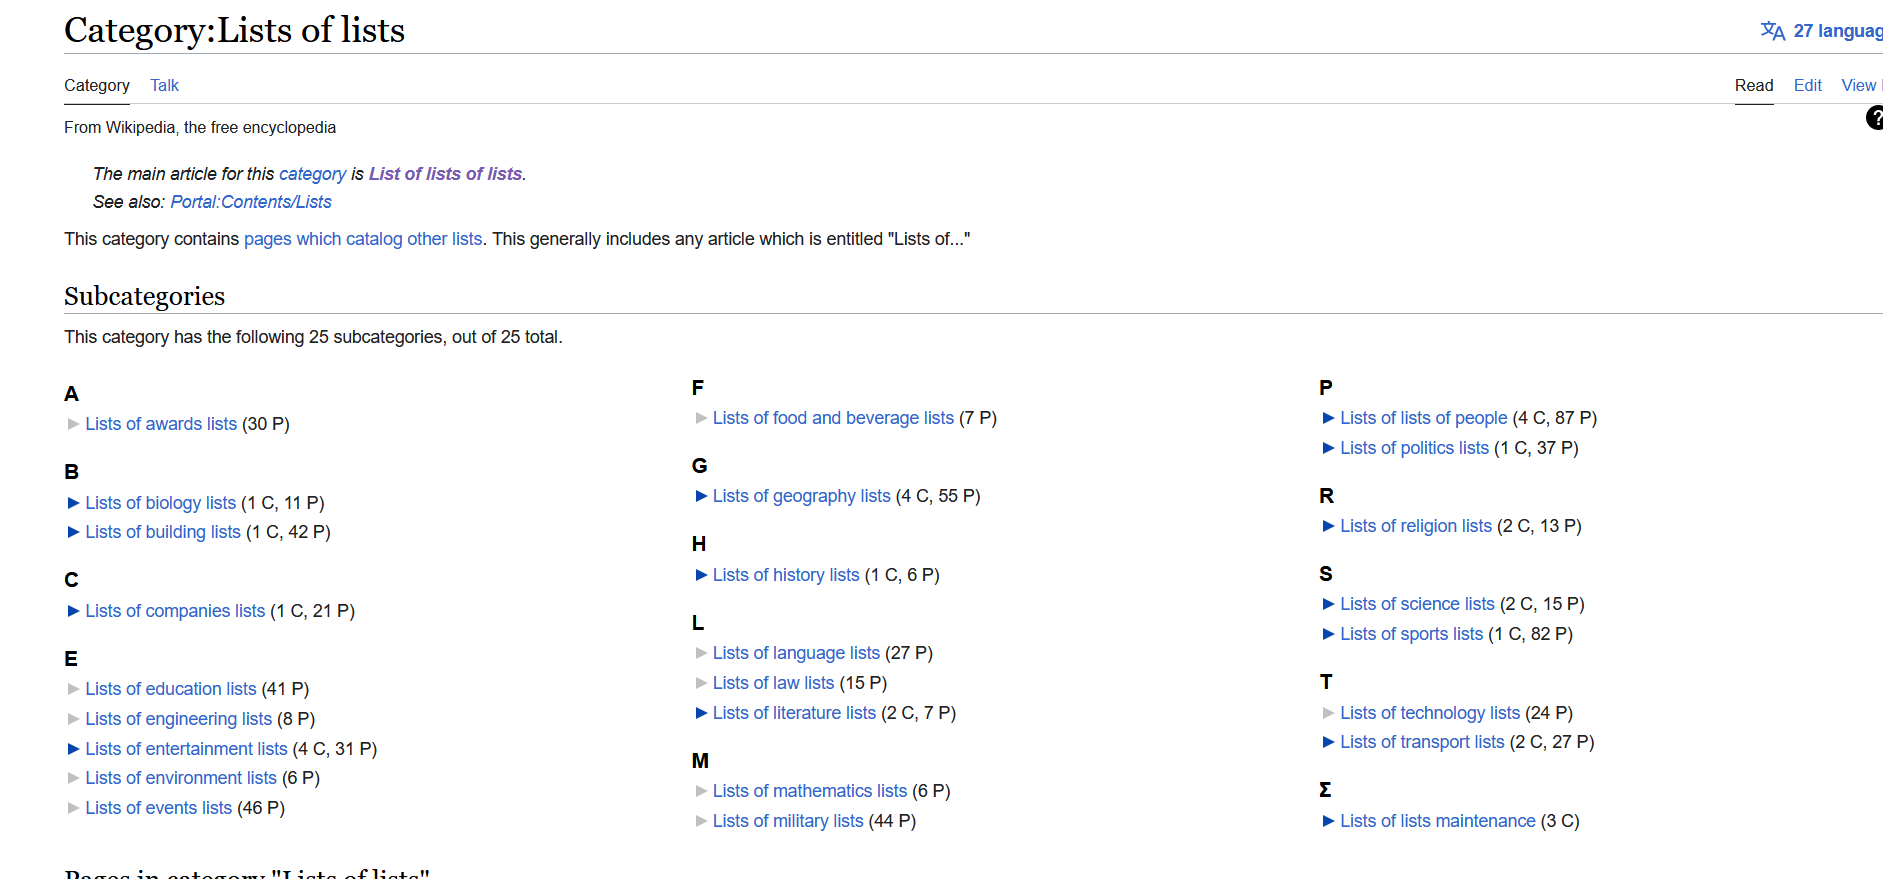 Category:Lists of lists
27 languag
Category Talk
Read Edit View
From Wikipedia, the free encyclopedia
?
The main article for this category is List of lists of lists.
See also: Portal:Contents/Lists
This category contains pages which catalog other lists. This generally includes any article which is entitled "Lists of..."
Subcategories
This category has the following 25 subcategories, out of 25 total.
A
Lists of awards lists (30 P)
B
Lists of biology lists (1 C, 11 P)
Lists of building lists (1 C, 42 P)
C
Lists of companies lists (1 C, 21 P)
E
Lists of education lists (41 P)
Lists of engineering lists (8 P)
Lists of entertainment lists (4 C, 31 P)
Lists of environment lists (6 P)
Lists of events lists (46 P)
F
Lists of food and beverage lists (7 P)
G
Lists of geography lists (4 C, 55 P)
H
Lists of history lists (1 C, 6 P)
L
Lists of language lists (27 P)
Lists of law lists (15 P)
Lists of literature lists (2 C, 7 P)
M
Lists of mathematics lists (6 P)
Lists of military lists (44 P)
P
Lists of lists of people (4 C, 87 P)
Lists of politics lists (1 C, 37 P)
R
Lists of religion lists (2 C, 13 P)
S
Lists of science lists (2 C, 15 P)
Lists of sports lists (1 C, 82 P)
T
Lists of technology lists (24 P)
Lists of transport lists (2 C, 27 P)
Σ
Lists of lists maintenance (3 C)
Pages in category "Lists of lists"